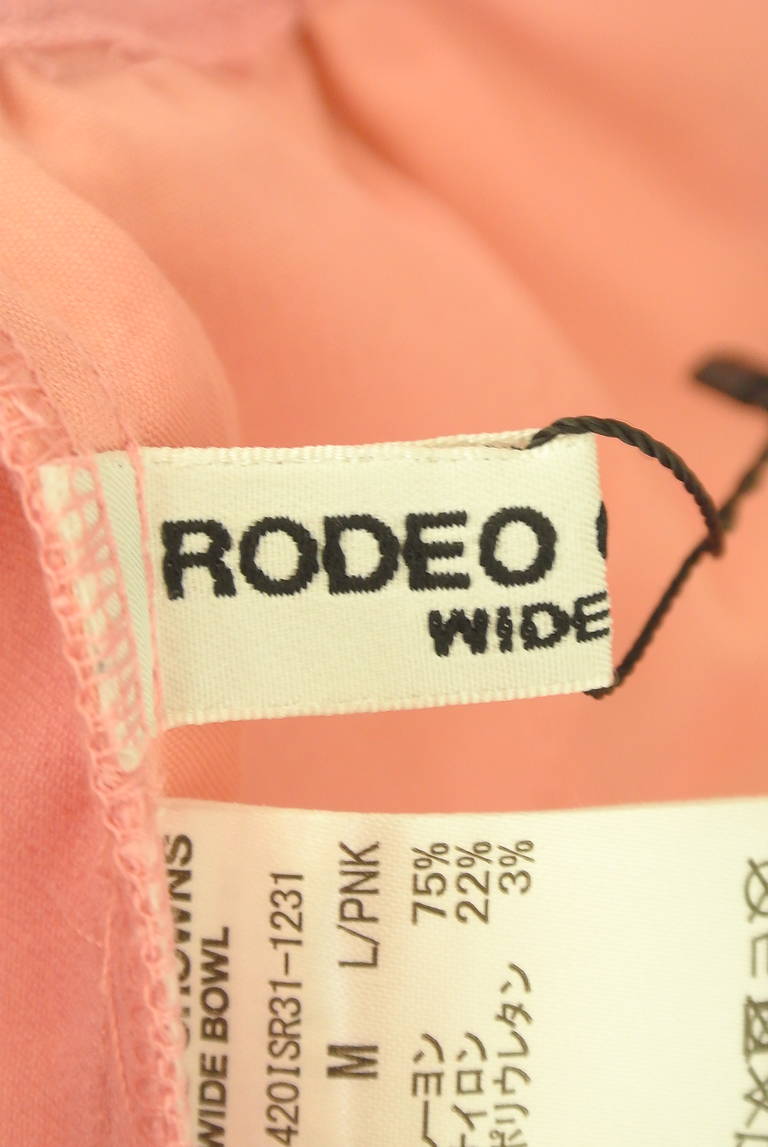 RODEO
WIDE
WIDE BOWL
420ISR31-1231
M L/PNK
ーヨン 75%
イロン 22%
ポリウレタン 3%